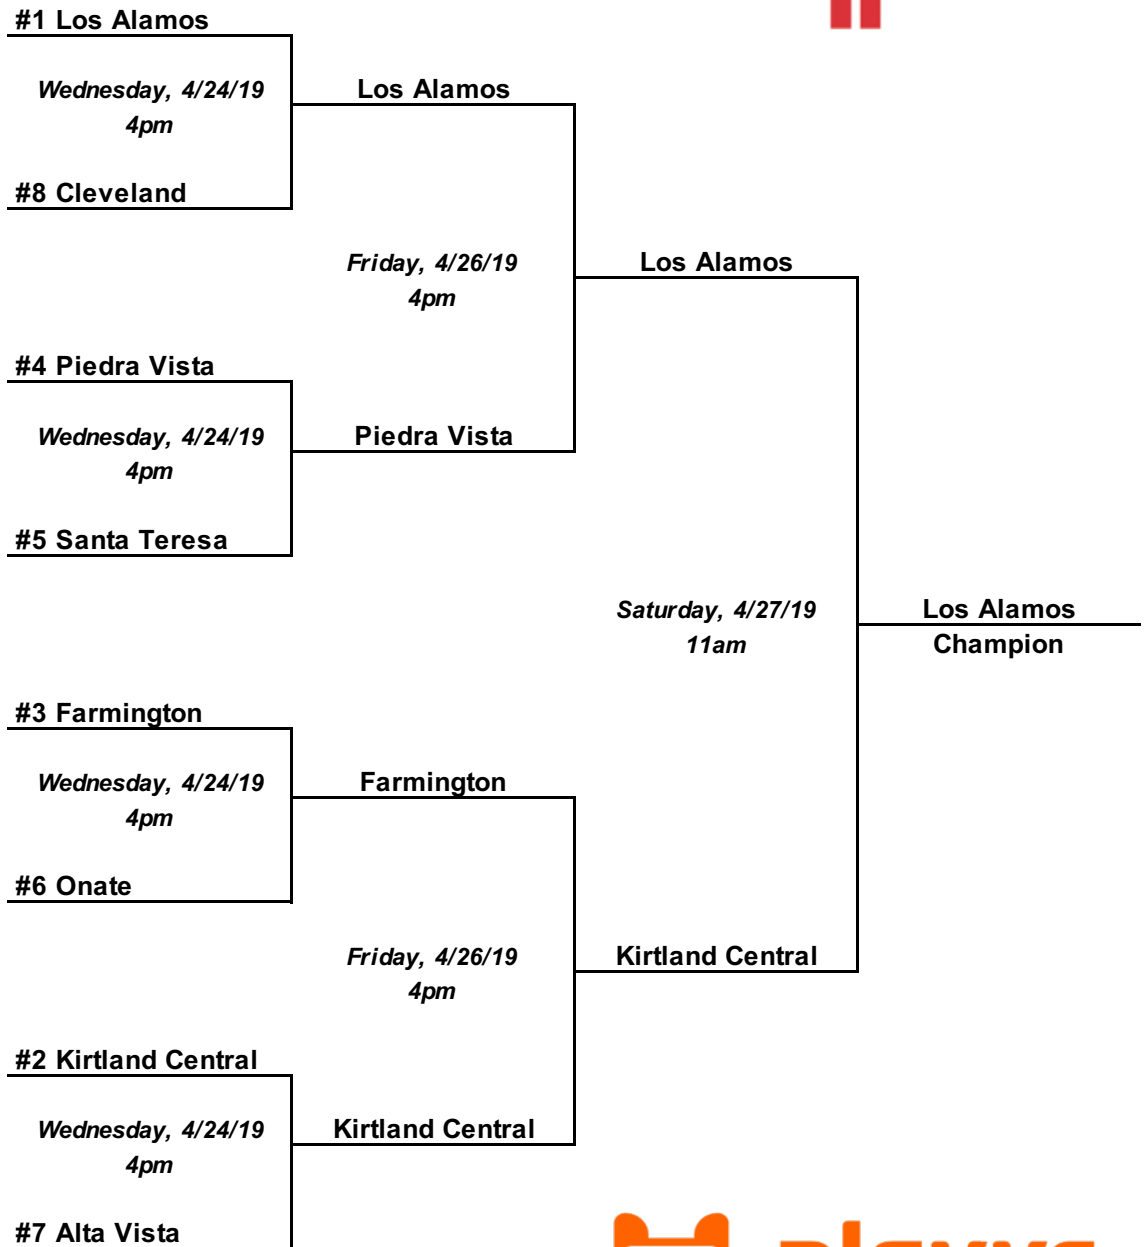 #1 Los Alamos
Wednesday, 4/24/19
4pm
Los Alamos
#8 Cleveland
Friday, 4/26/19
4pm
Los Alamos
#4 Piedra Vista
Wednesday, 4/24/19
4pm
Piedra Vista
#5 Santa Teresa
Saturday, 4/27/19
11am
Los Alamos
Champion
#3 Farmington
Wednesday, 4/24/19
4pm
Farmington
#6 Onate
Friday, 4/26/19
4pm
Kirtland Central
#2 Kirtland Central
Wednesday, 4/24/19
4pm
Kirtland Central
#7 Alta Vista